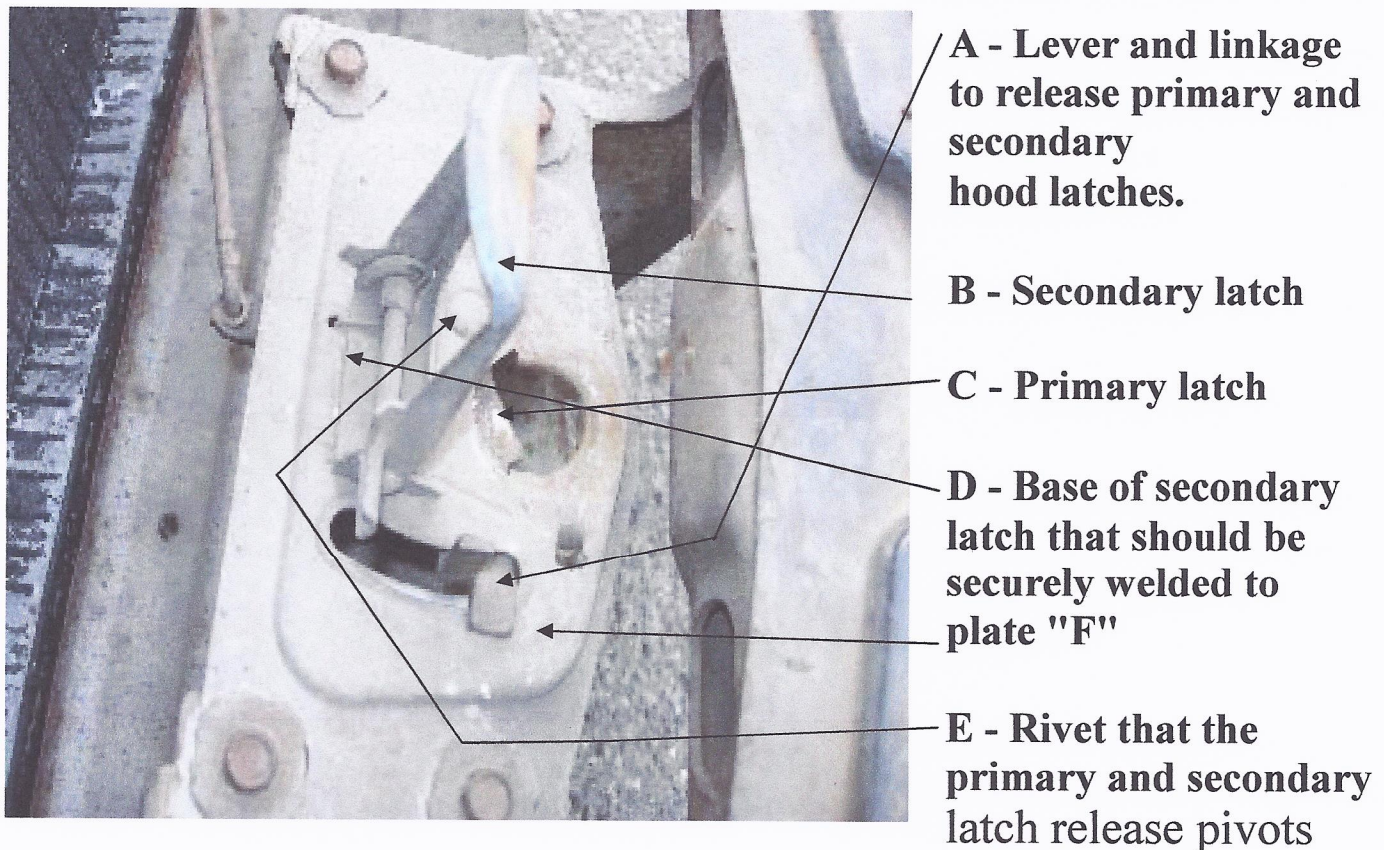 A - Lever and linkage
to release primary and
secondary
hood latches.
B - Secondary latch
C - Primary latch
D - Base of secondary
latch that should be
securely welded to
plate "F"
E - Rivet that the
primary and secondary
latch release pivots